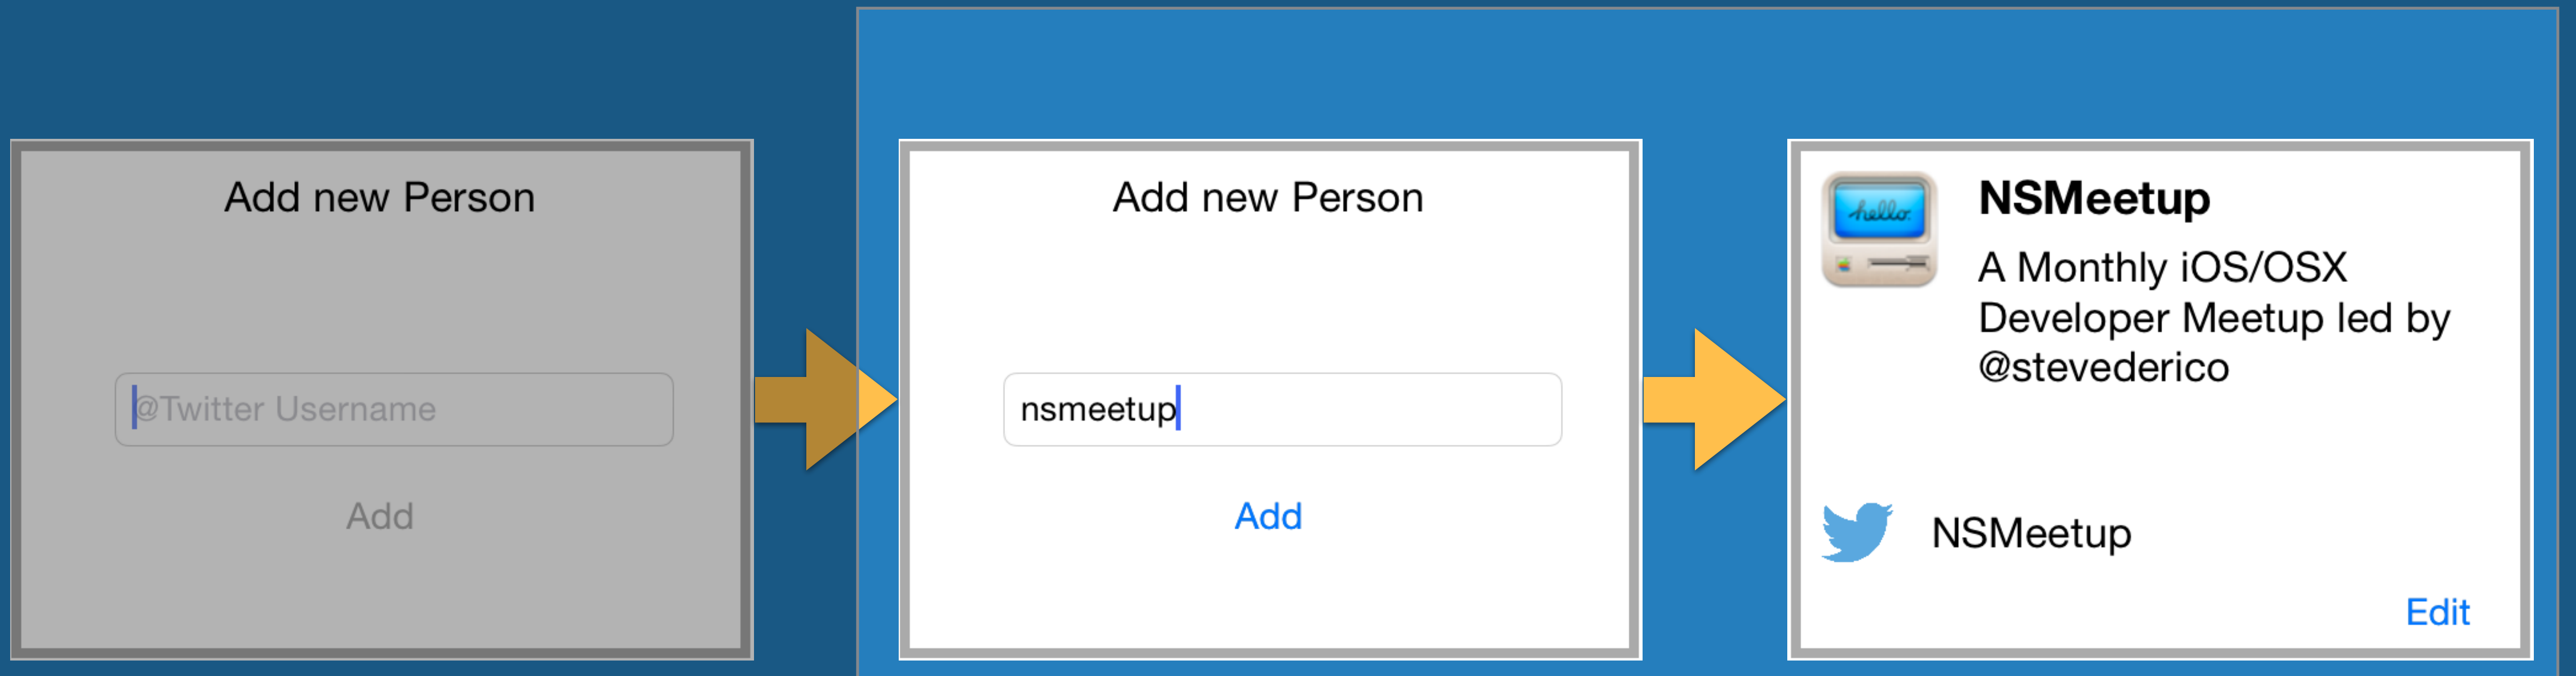 Add new Person
@Twitter Username
Add
Add new Person
nsmeetup
Add
hello.
NSMeetup
A Monthly iOS/OSX
Developer Meetup led by
@stevederico
NSMeetup
Edit